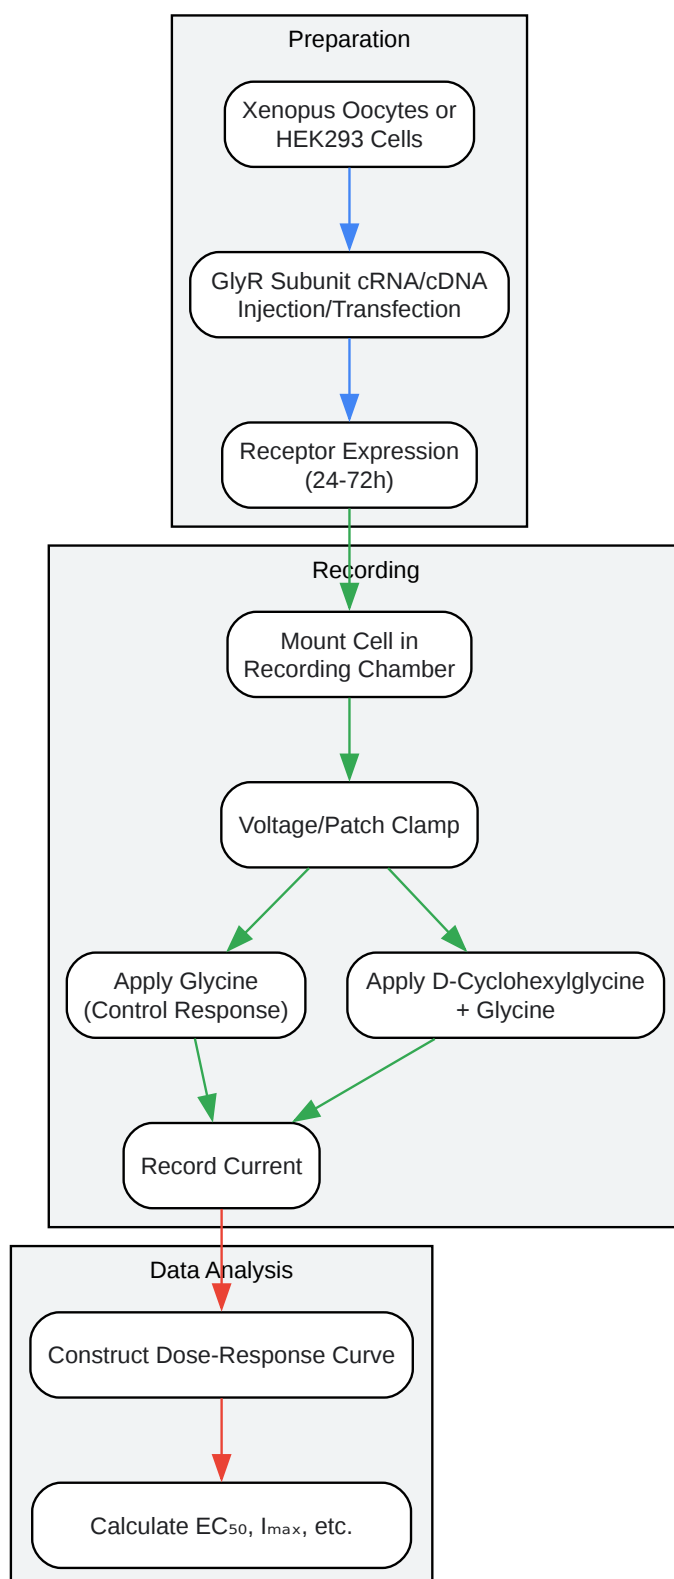 Preparation
Xenopus Oocytes or
HEK293 Cells
GlyR Subunit cRNA/cDNA
Injection/Transfection
Receptor Expression
(24-72h)
Recording
Mount Cell in
Recording Chamber
Voltage/Patch Clamp
Apply Glycine
(Control Response)
Apply D-Cyclohexylglycine
+ Glycine
Record Current
Data Analysis
Construct Dose-Response Curve
Calculate EC₅₀, Iₘₐₓ, etc.